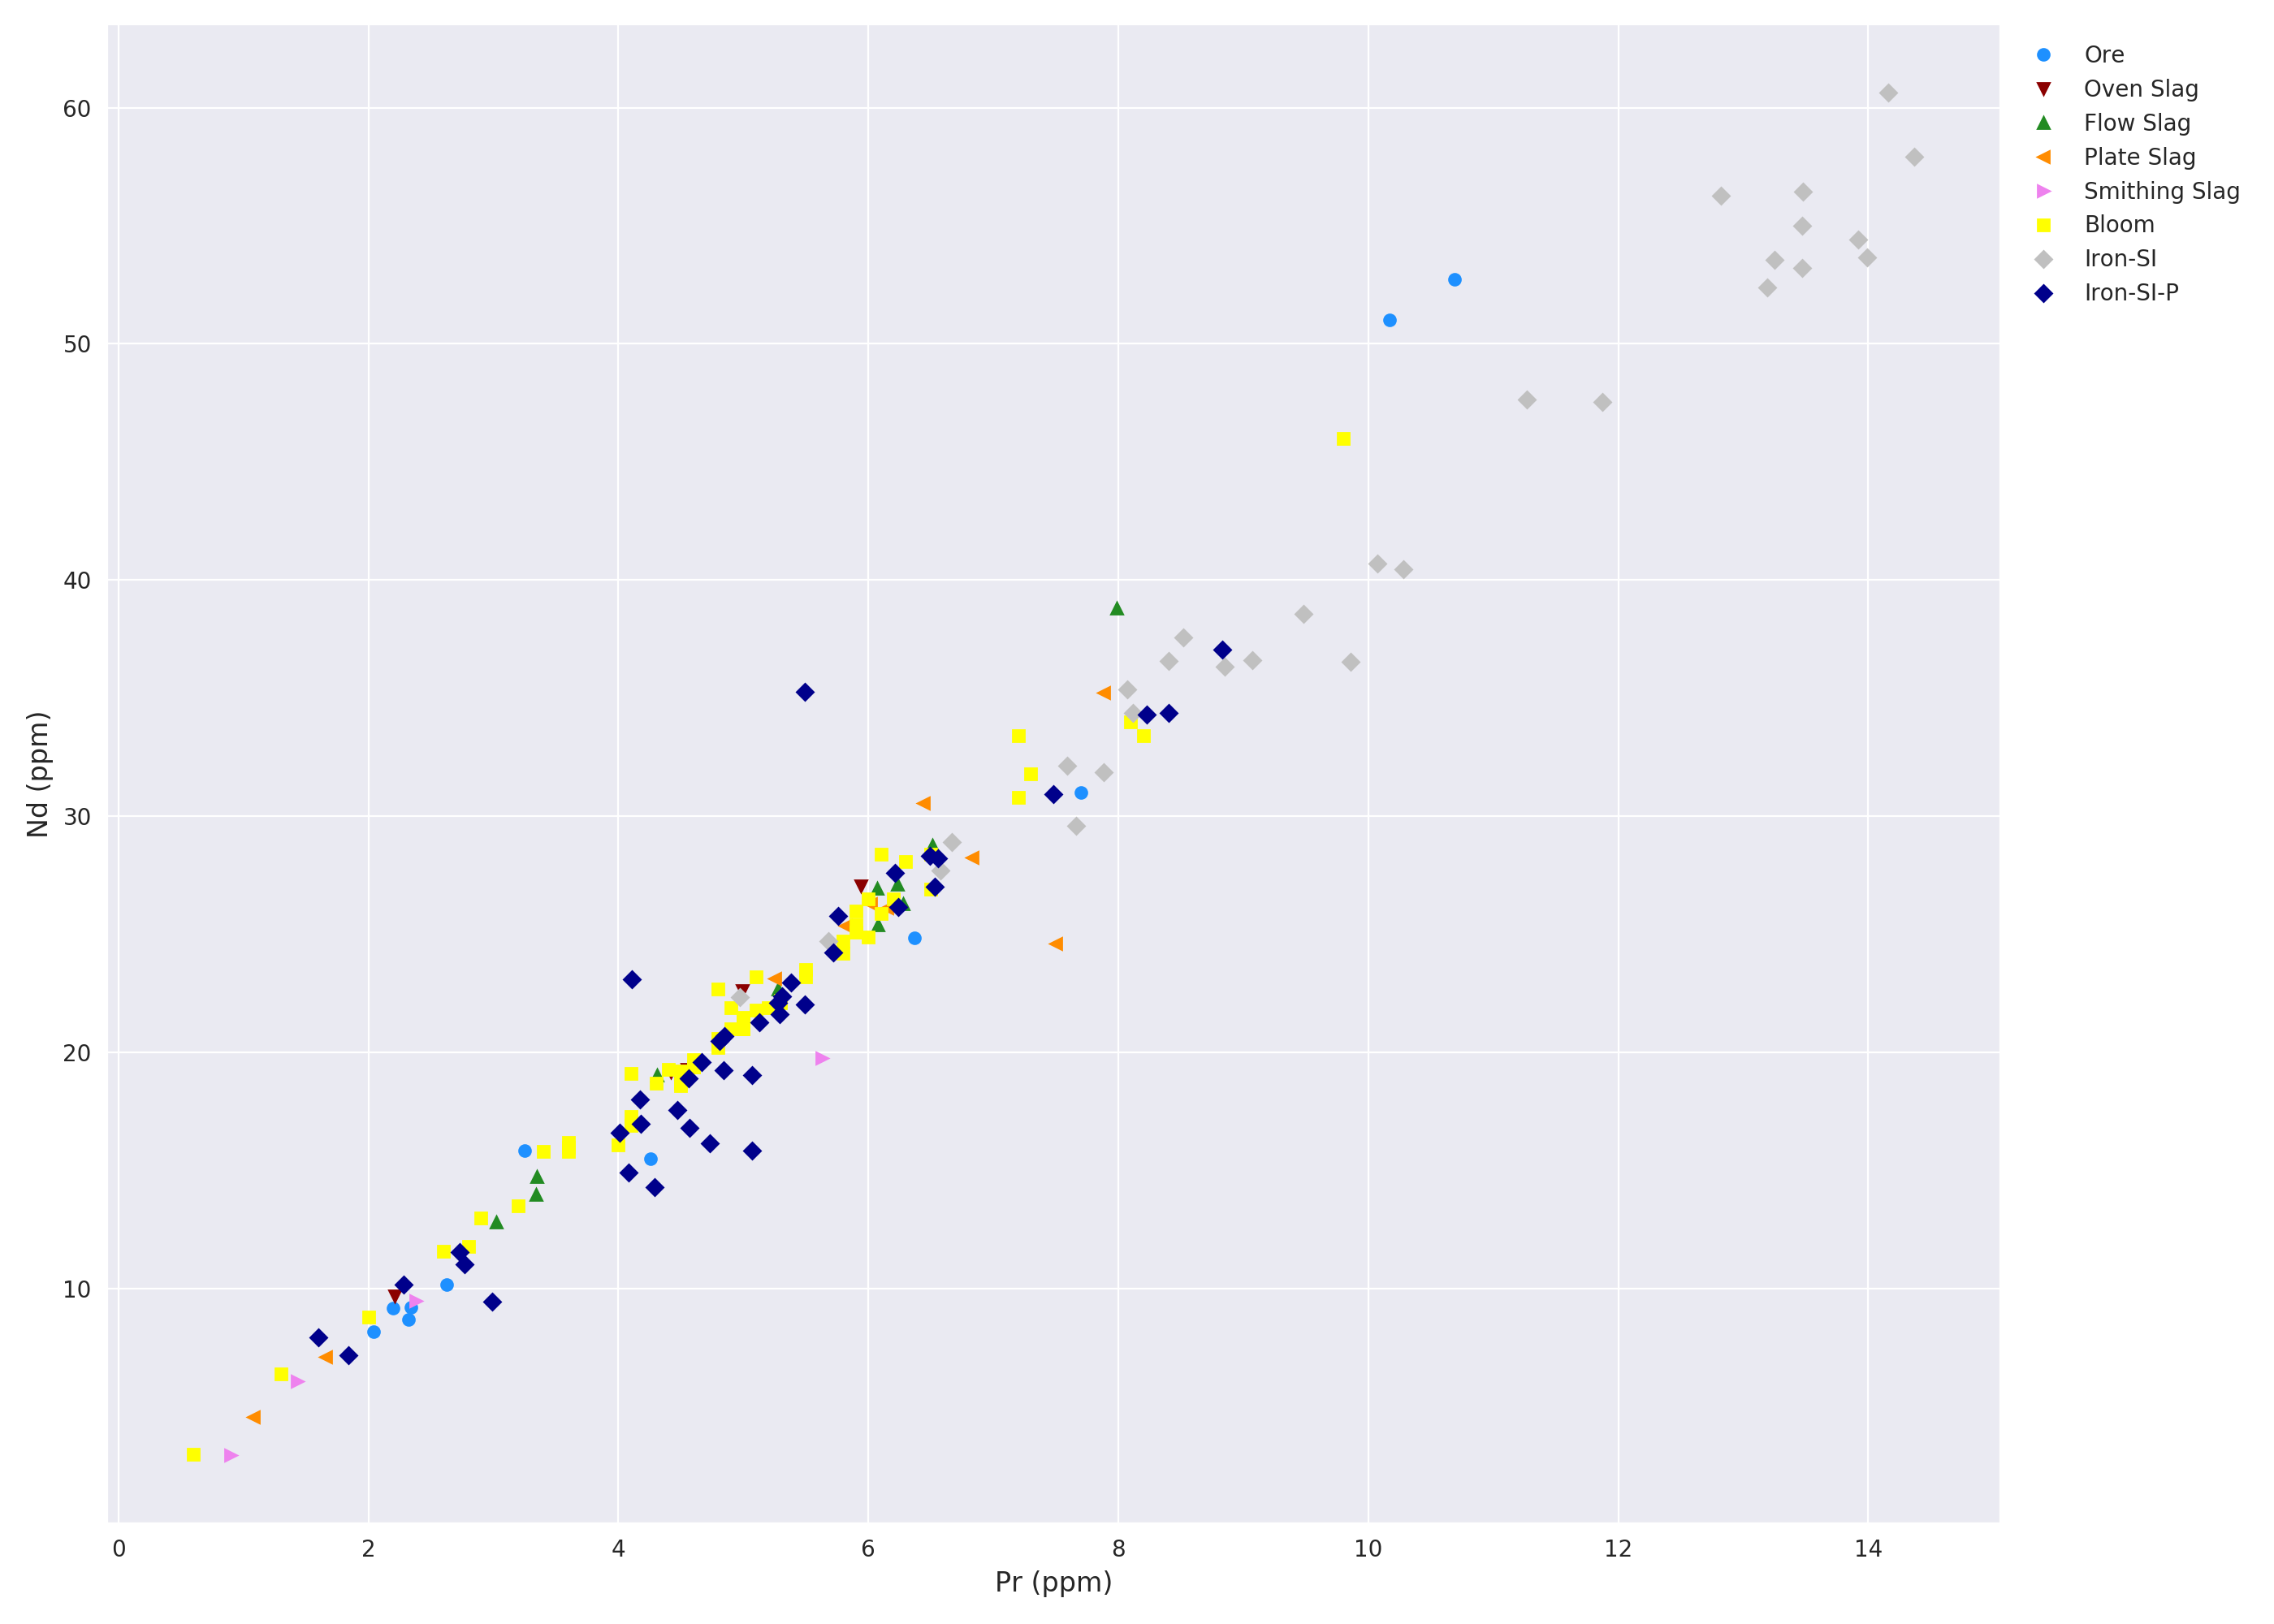 60
50
40
30
20
10
Nd (ppm)
0 2 4 6 8 10 12 14
Pr (ppm)
Ore
Oven Slag
Flow Slag
Plate Slag
Smithing Slag
Bloom
Iron-SI
Iron-SI-P